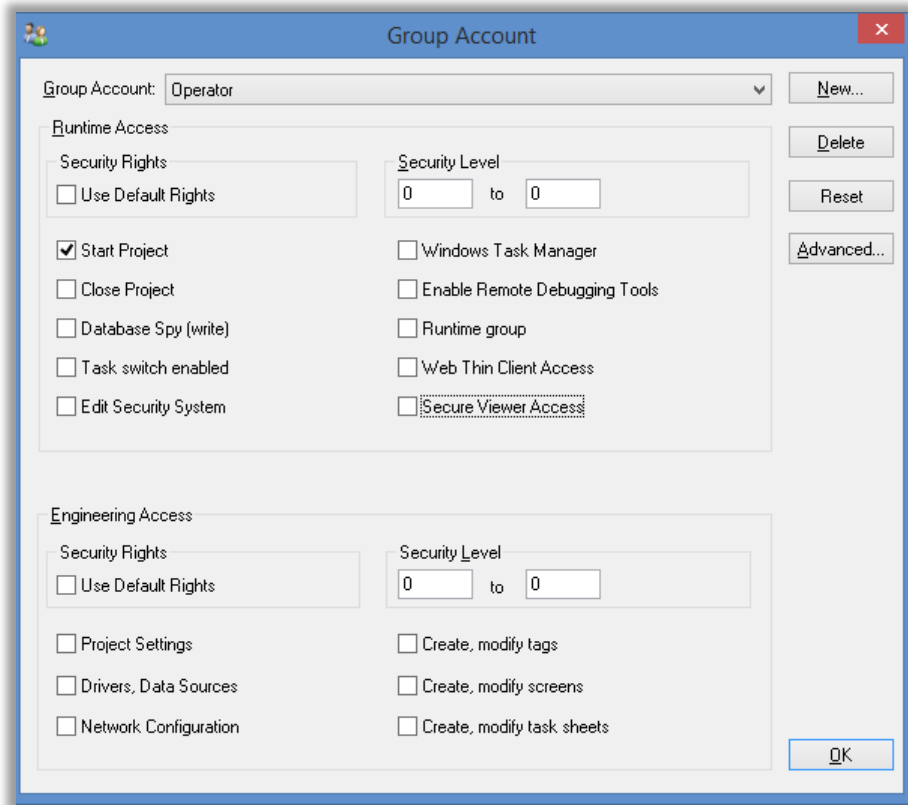 Group Account
Group Account: Operator New...
Runtime Access
Delete
Security Rights Security Level
Use Default Rights 0 to 0
Reset
Start Project Windows Task Manager
Advanced...
Close Project Enable Remote Debugging Tools
Database Spy (write) Runtime group
Task switch enabled Web Thin Client Access
Edit Security System Secure Viewer Access
Engineering Access
Security Rights Security Level
Use Default Rights 0 to 0
Project Settings Create, modify tags
Drivers, Data Sources Create, modify screens
Network Configuration Create, modify task sheets
OK